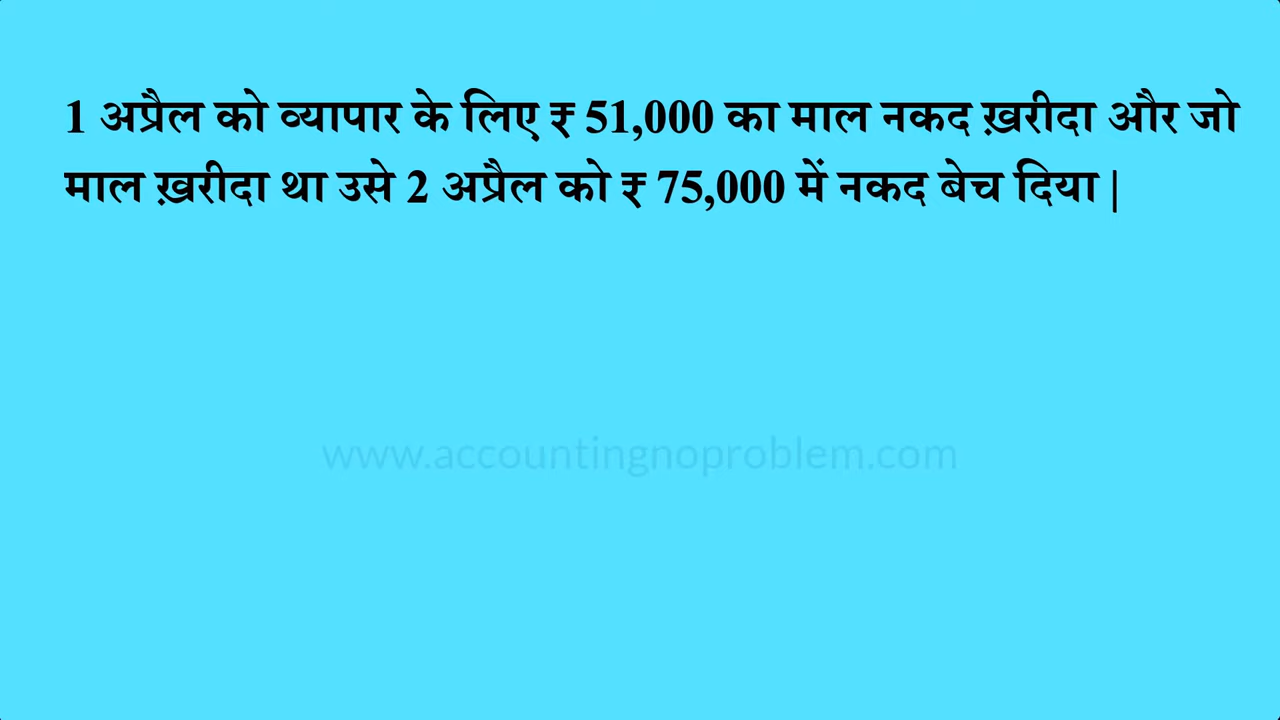 1 अप्रैल को व्यापार के लिए ₹ 51,000 का माल नकद ख़रीदा और जो
माल ख़रीदा था उसे 2 अप्रैल को ₹ 75,000 में नकद बेच दिया |
www.accountingnoproblem.com